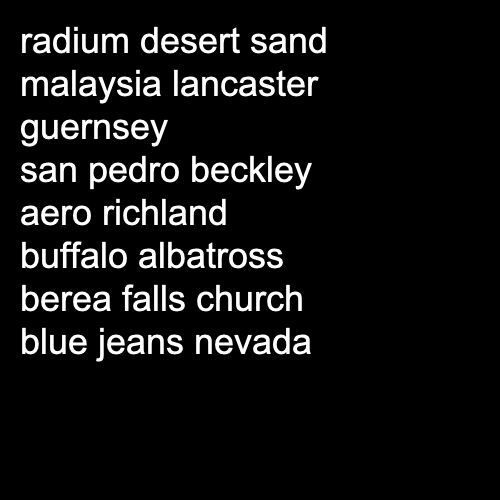 radium desert sand
malaysia lancaster
guernsey
san pedro beckley
aero richland
buffalo albatross
berea falls church
blue jeans nevada